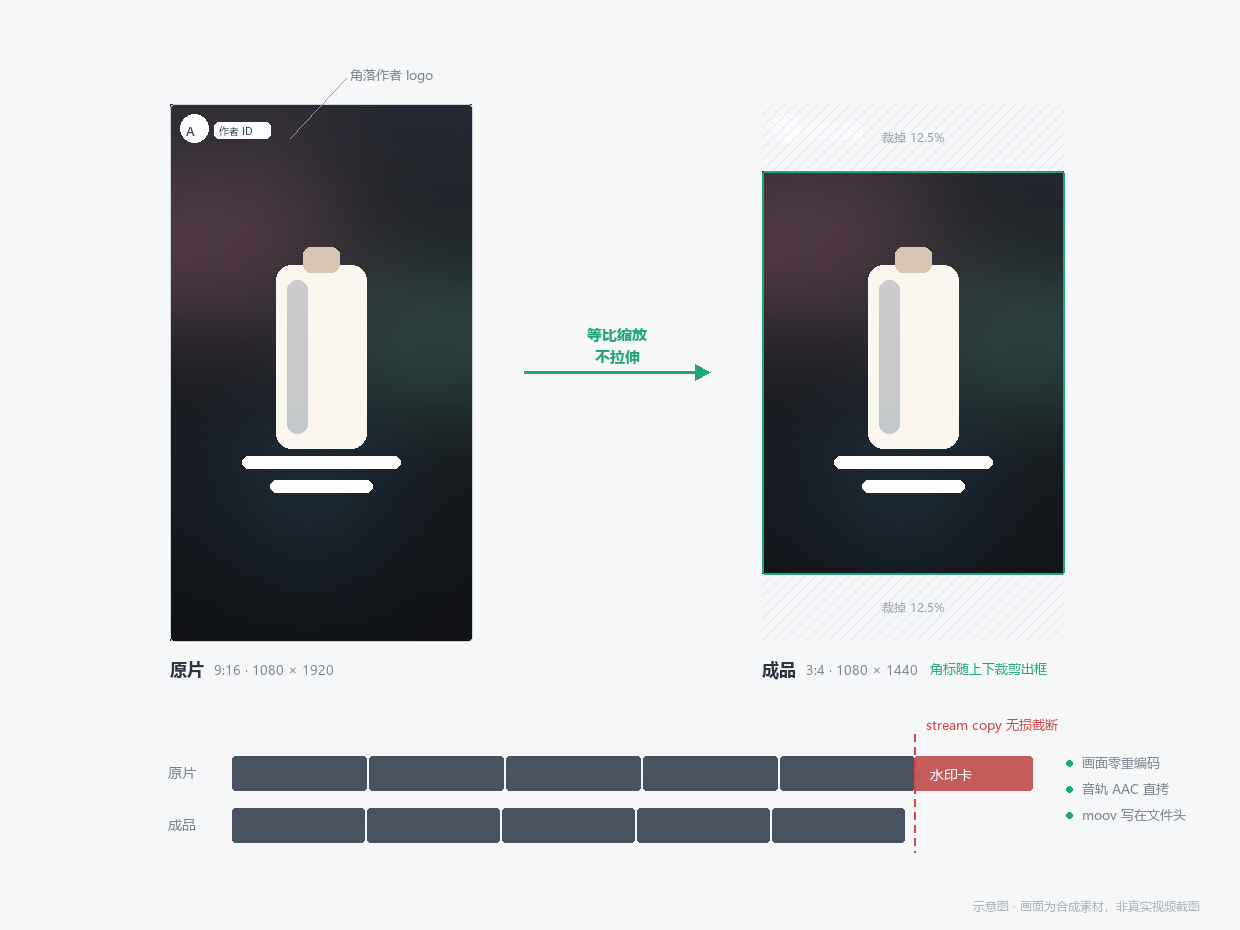 角落作者 logo
A
作者 ID
裁掉 12.5%
等比缩放
不拉伸
裁掉 12.5%
原片 9:16 · 1080 × 1920
成品 3:4 · 1080 × 1440 角标随上下裁剪出框
stream copy 无损截断
原片
水印卡
成品
画面零重编码
音轨 AAC 直拷
moov 写在文件头
示意图 · 画面为合成素材，非真实视频截图